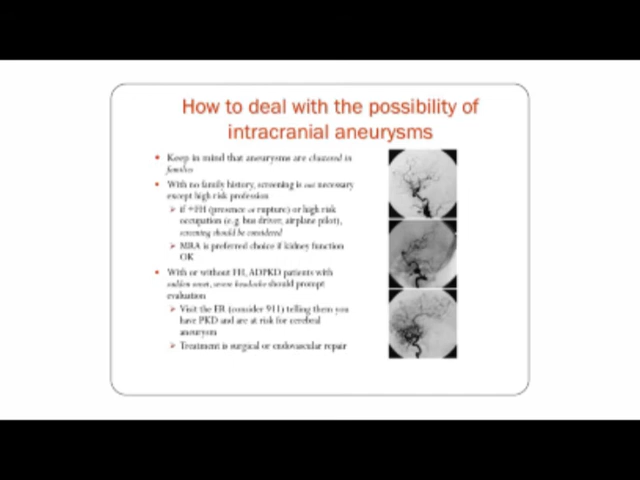 How to deal with the possibility of
intracranial aneurysms
Keep in mind that aneurysms are clustered in
families
With no family history, screening is not necessary
except high risk profession
if +FH (presence or rupture) or high risk
occupation (e.g. bus driver, airplane pilot),
screening should be considered
MRA is preferred choice if kidney function
OK
With or without FH, ADPKD patients with
sudden onset, severe headache should prompt
evaluation
Visit the ER (consider 911) telling them you
have PKD and are at risk for cerebral
aneurysm
Treatment is surgical or endovascular repair